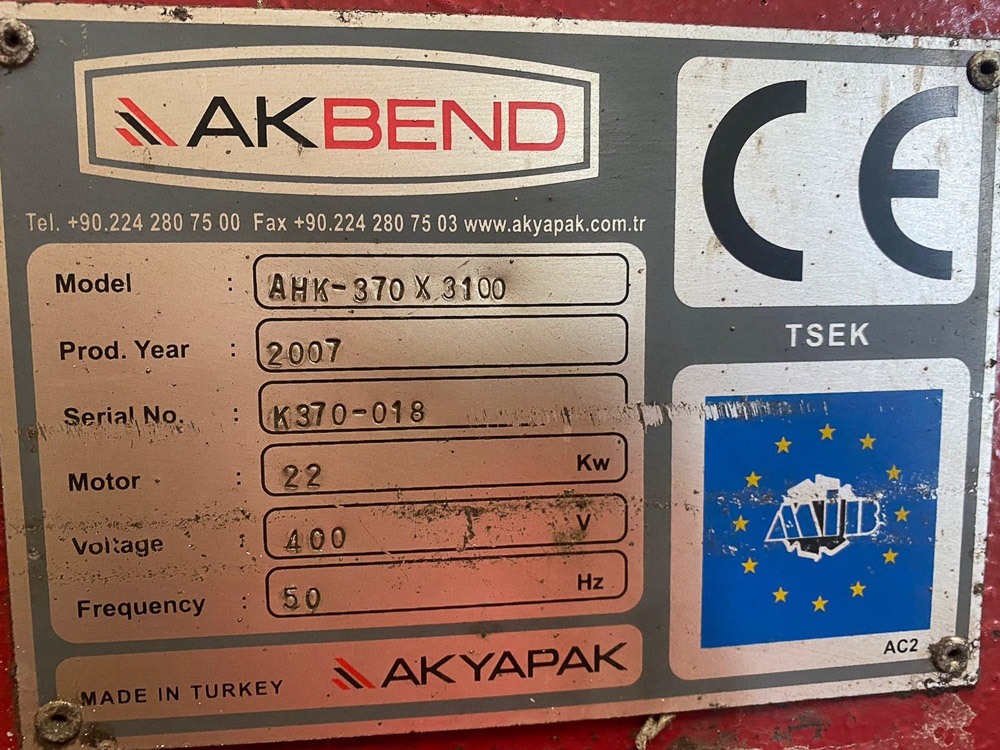 AKBEND
Tel. +90.224 280 75 00 Fax +90.224 280 75 03 www.akyapak.com.tr
Model : AHK-370 X 3100
Prod. Year : 2007
Serial No. : K370-018
Motor : 22 Kw
Voltage : 400 V
Frequency : 50 Hz
MADE IN TURKEY
AKYAPAK
CE
TSEK
MİB
AC2